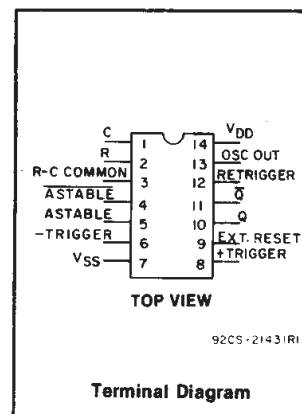 C 1 14 VDD
R 2 13 OSC OUT
R-C COMMON 3 12 RETRIGGER
A̅S̅T̅A̅B̅L̅E̅ 4 11 Q̅
ASTABLE 5 10 Q
-TRIGGER 6 9 EXT. RESET
VSS 7 8 +TRIGGER
TOP VIEW
92CS-21431R1
Terminal Diagram